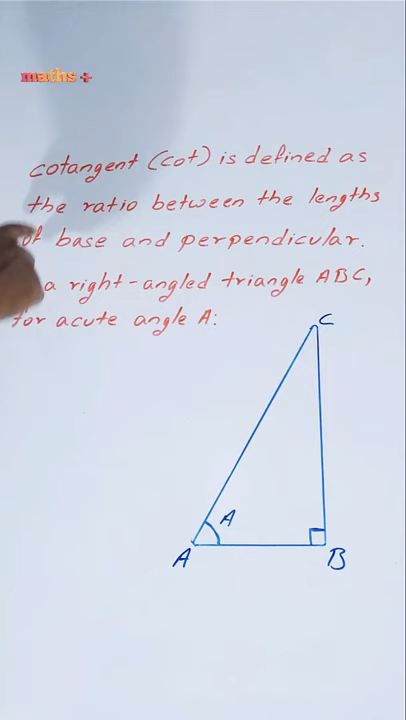 maths +
cotangent (cot) is defined as
the ratio between the lengths
of base and perpendicular.
a right-angled triangle ABC,
for acute angle A:
C
A
A
B